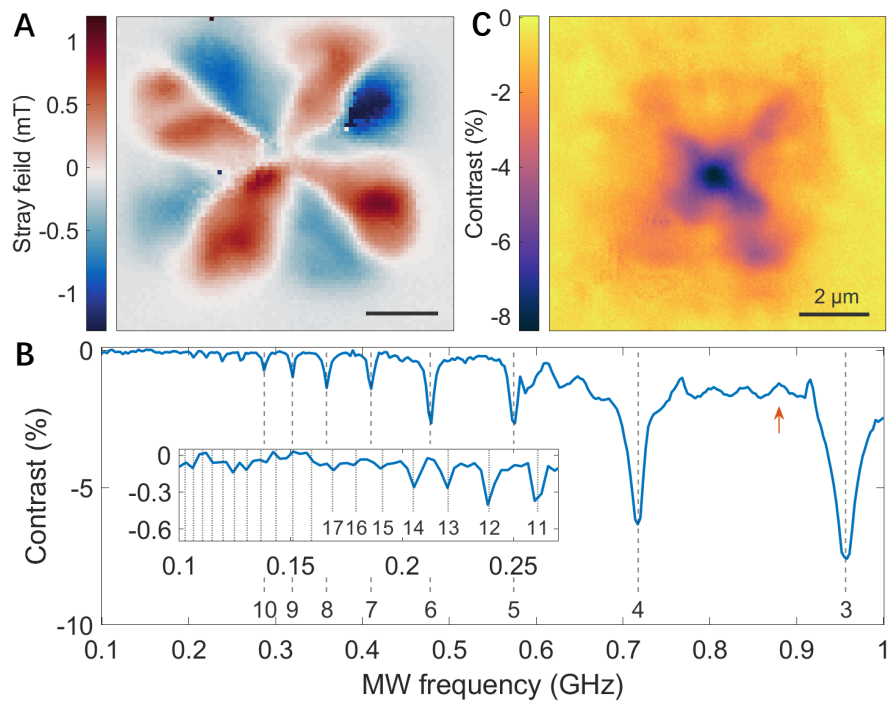 A
Stray feild (mT)
1
0.5
0
-0.5
-1
C
Contrast (%)
0
-2
-4
-6
-8
2 µm
B
Contrast (%)
0
-5
-10
0
-0.3
-0.6
17 16 15 14 13 12 11
0.1 0.15 0.2 0.25
10 9 8 7 6 5 4 3
0.1 0.2 0.3 0.4 0.5 0.6 0.7 0.8 0.9 1
MW frequency (GHz)